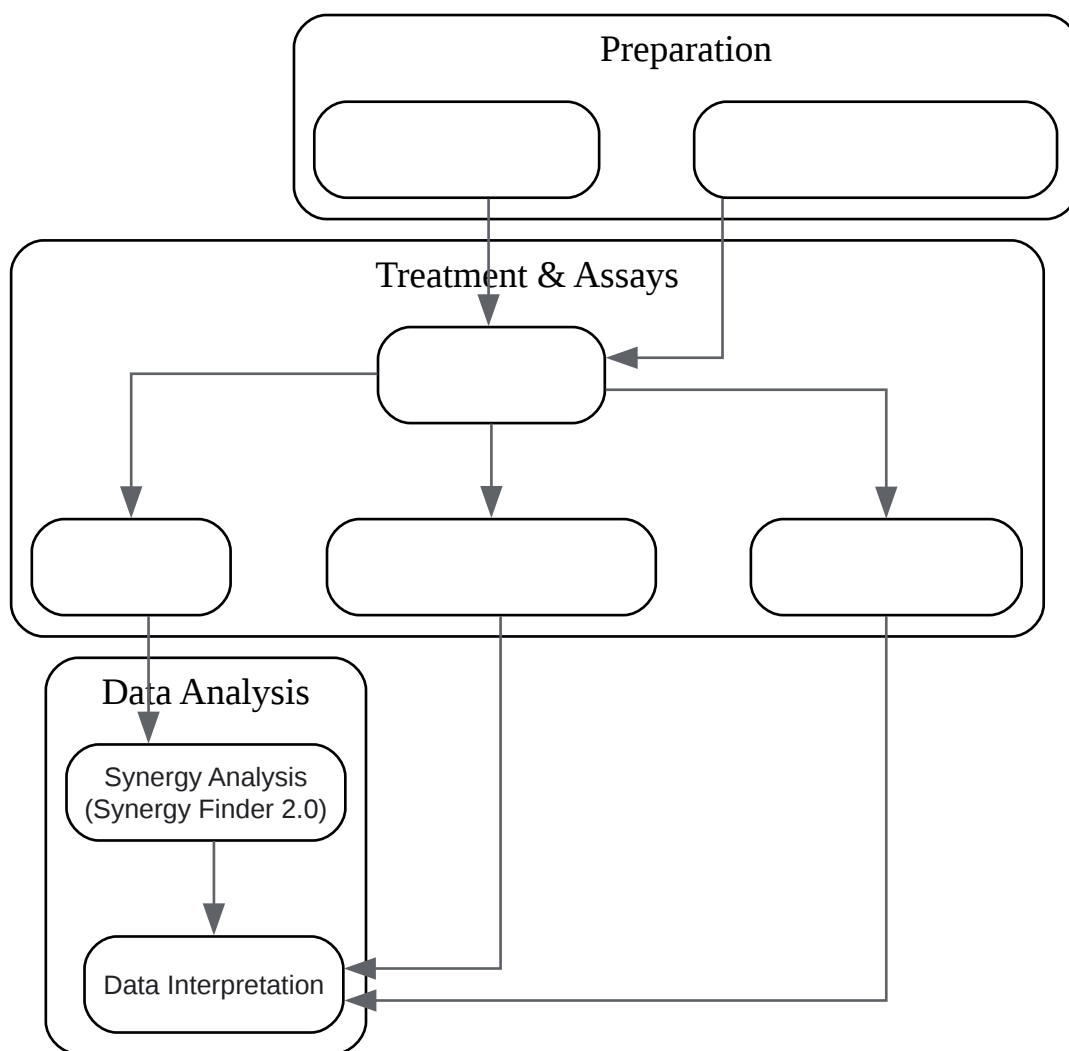 Preparation
Treatment & Assays
Data Analysis
Synergy Analysis
(Synergy Finder 2.0)
Data Interpretation